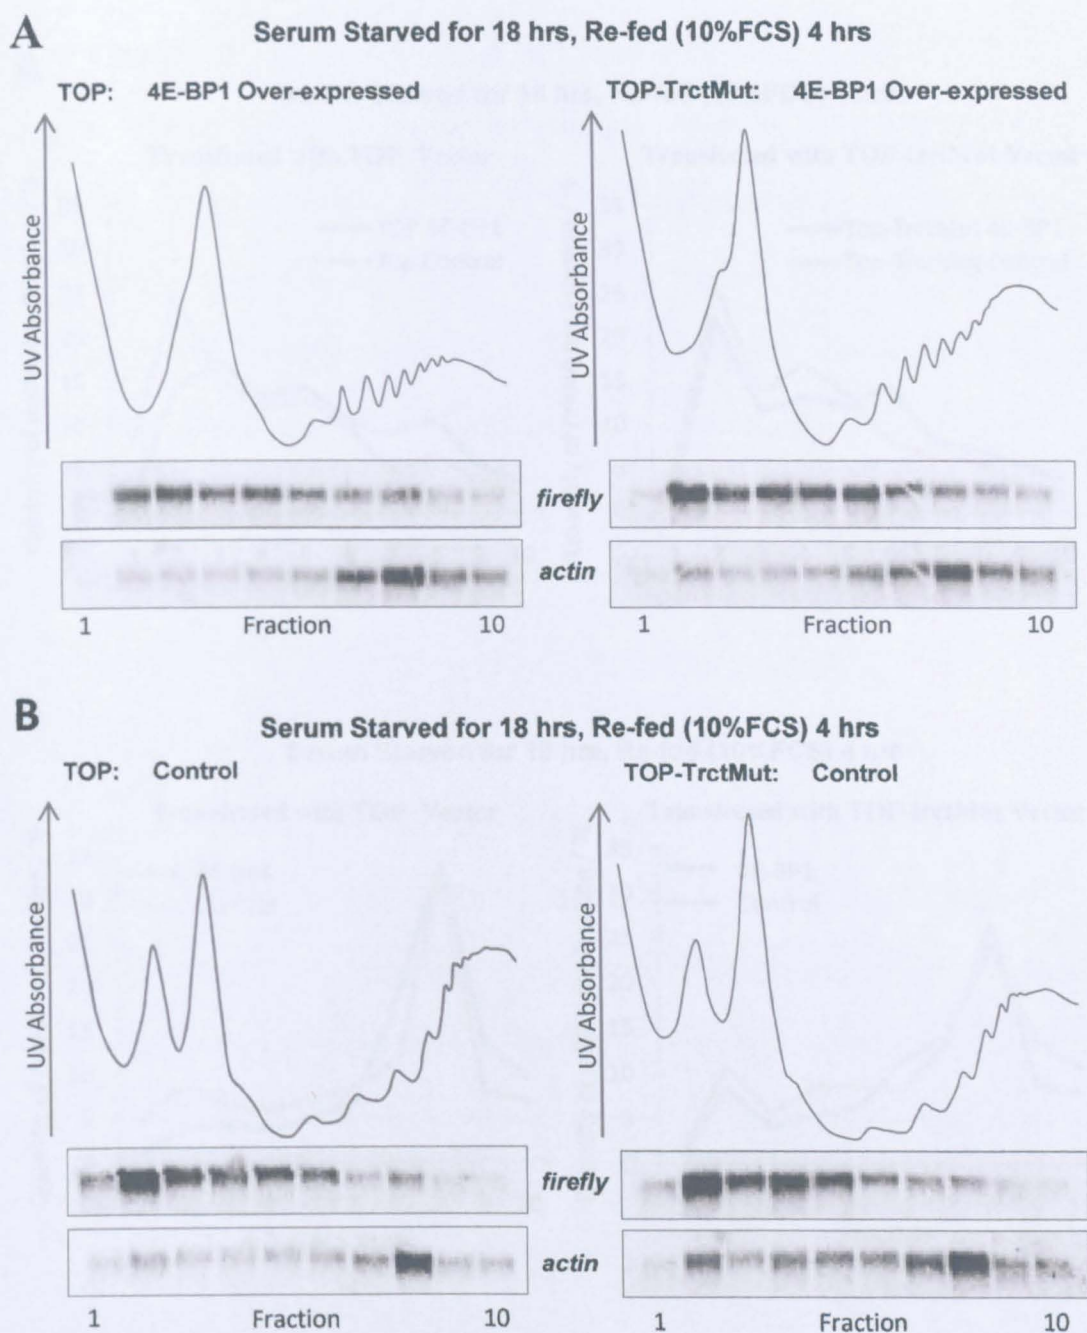 A
Serum Starved for 18 hrs, Re-fed (10%FCS) 4 hrs
TOP: 4E-BP1 Over-expressed
TOP-TrctMut: 4E-BP1 Over-expressed
UV Absorbance
UV Absorbance
firefly
actin
1 Fraction 10
1 Fraction 10
B
Serum Starved for 18 hrs, Re-fed (10%FCS) 4 hrs
TOP: Control
TOP-TrctMut: Control
UV Absorbance
UV Absorbance
firefly
actin
1 Fraction 10
1 Fraction 10